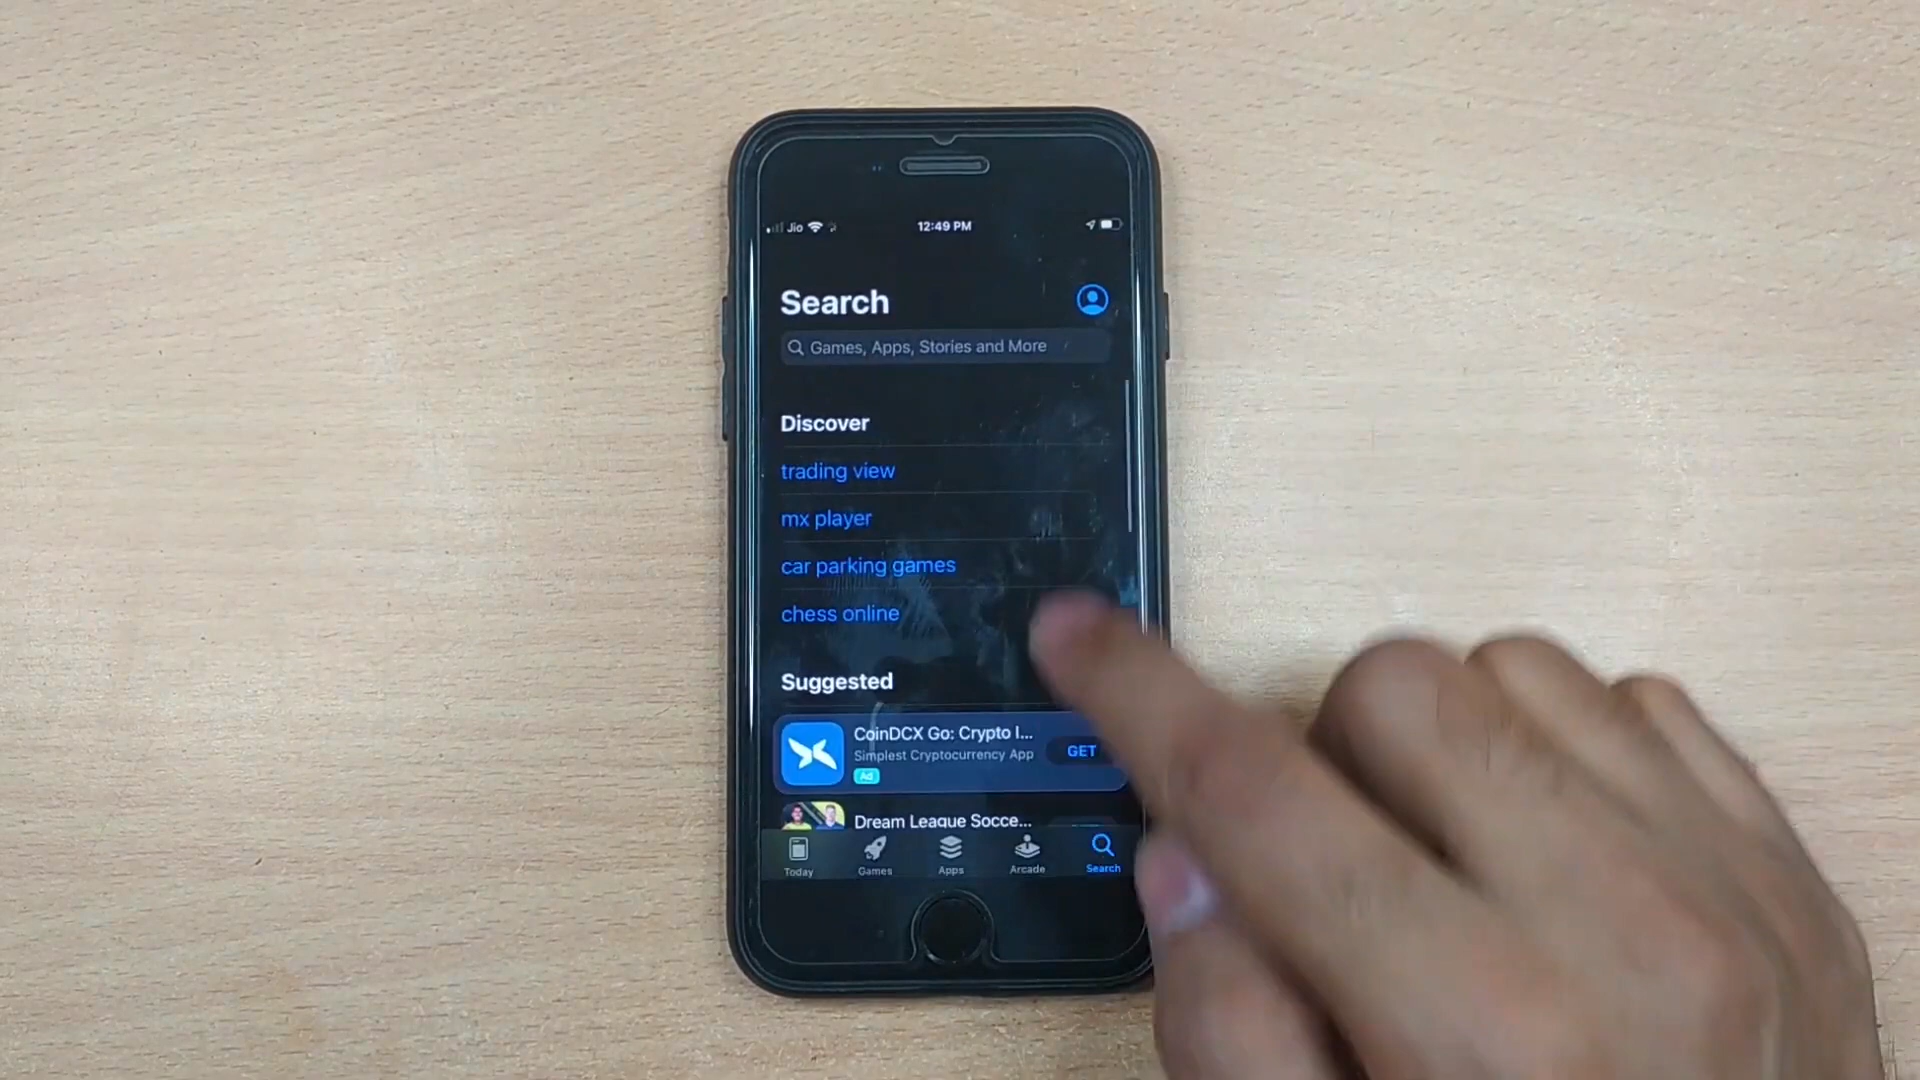 Jio
12:49 PM
Search
Games, Apps, Stories and More
Discover
trading view
mx player
car parking games
chess online
Suggested
CoinDCX Go: Crypto I...
Simplest Cryptocurrency App
GET
Ad
Dream League Socce...
Today
Games
Apps
Arcade
Search